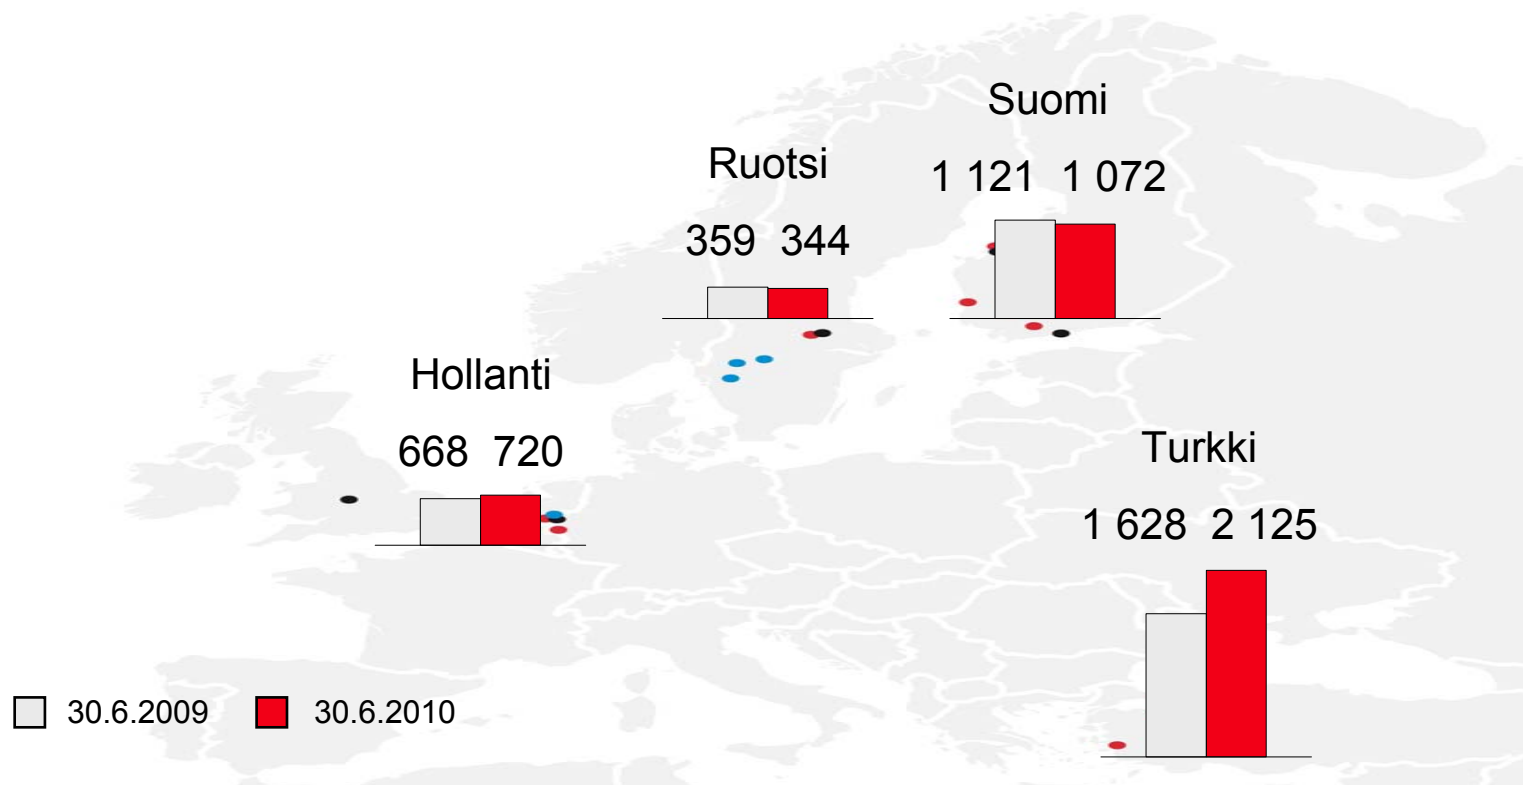 Suomi
1 121 1 072
Ruotsi
359 344
Hollanti
668 720
Turkki
1 628 2 125
30.6.2009 30.6.2010